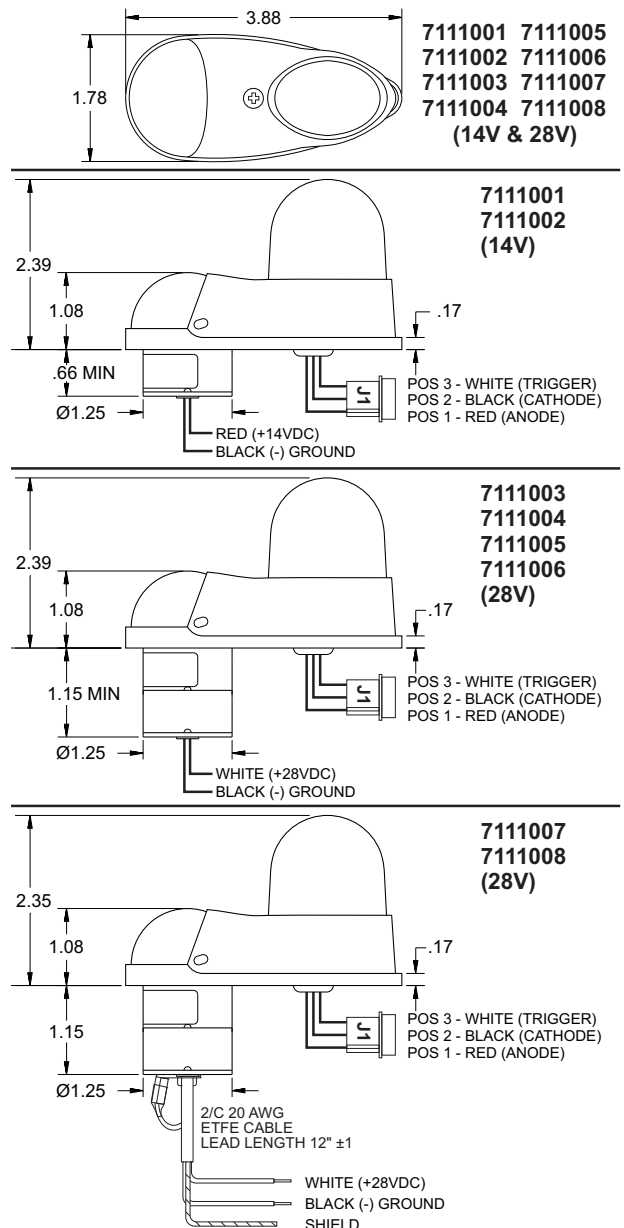 3.88
1.78
7111001 7111005
7111002 7111006
7111003 7111007
7111004 7111008
(14V & 28V)
7111001
7111002
(14V)
2.39
1.08
.17
.66 MIN
Ø1.25
J1
POS 3 - WHITE (TRIGGER)
POS 2 - BLACK (CATHODE)
POS 1 - RED (ANODE)
RED (+14VDC)
BLACK (-) GROUND
7111003
7111004
7111005
7111006
(28V)
2.39
1.08
.17
1.15 MIN
Ø1.25
J1
POS 3 - WHITE (TRIGGER)
POS 2 - BLACK (CATHODE)
POS 1 - RED (ANODE)
WHITE (+28VDC)
BLACK (-) GROUND
7111007
7111008
(28V)
2.35
1.08
.17
1.15
Ø1.25
J1
POS 3 - WHITE (TRIGGER)
POS 2 - BLACK (CATHODE)
POS 1 - RED (ANODE)
2/C 20 AWG
ETFE CABLE
LEAD LENGTH 12" ±1
WHITE (+28VDC)
BLACK (-) GROUND
SHIELD